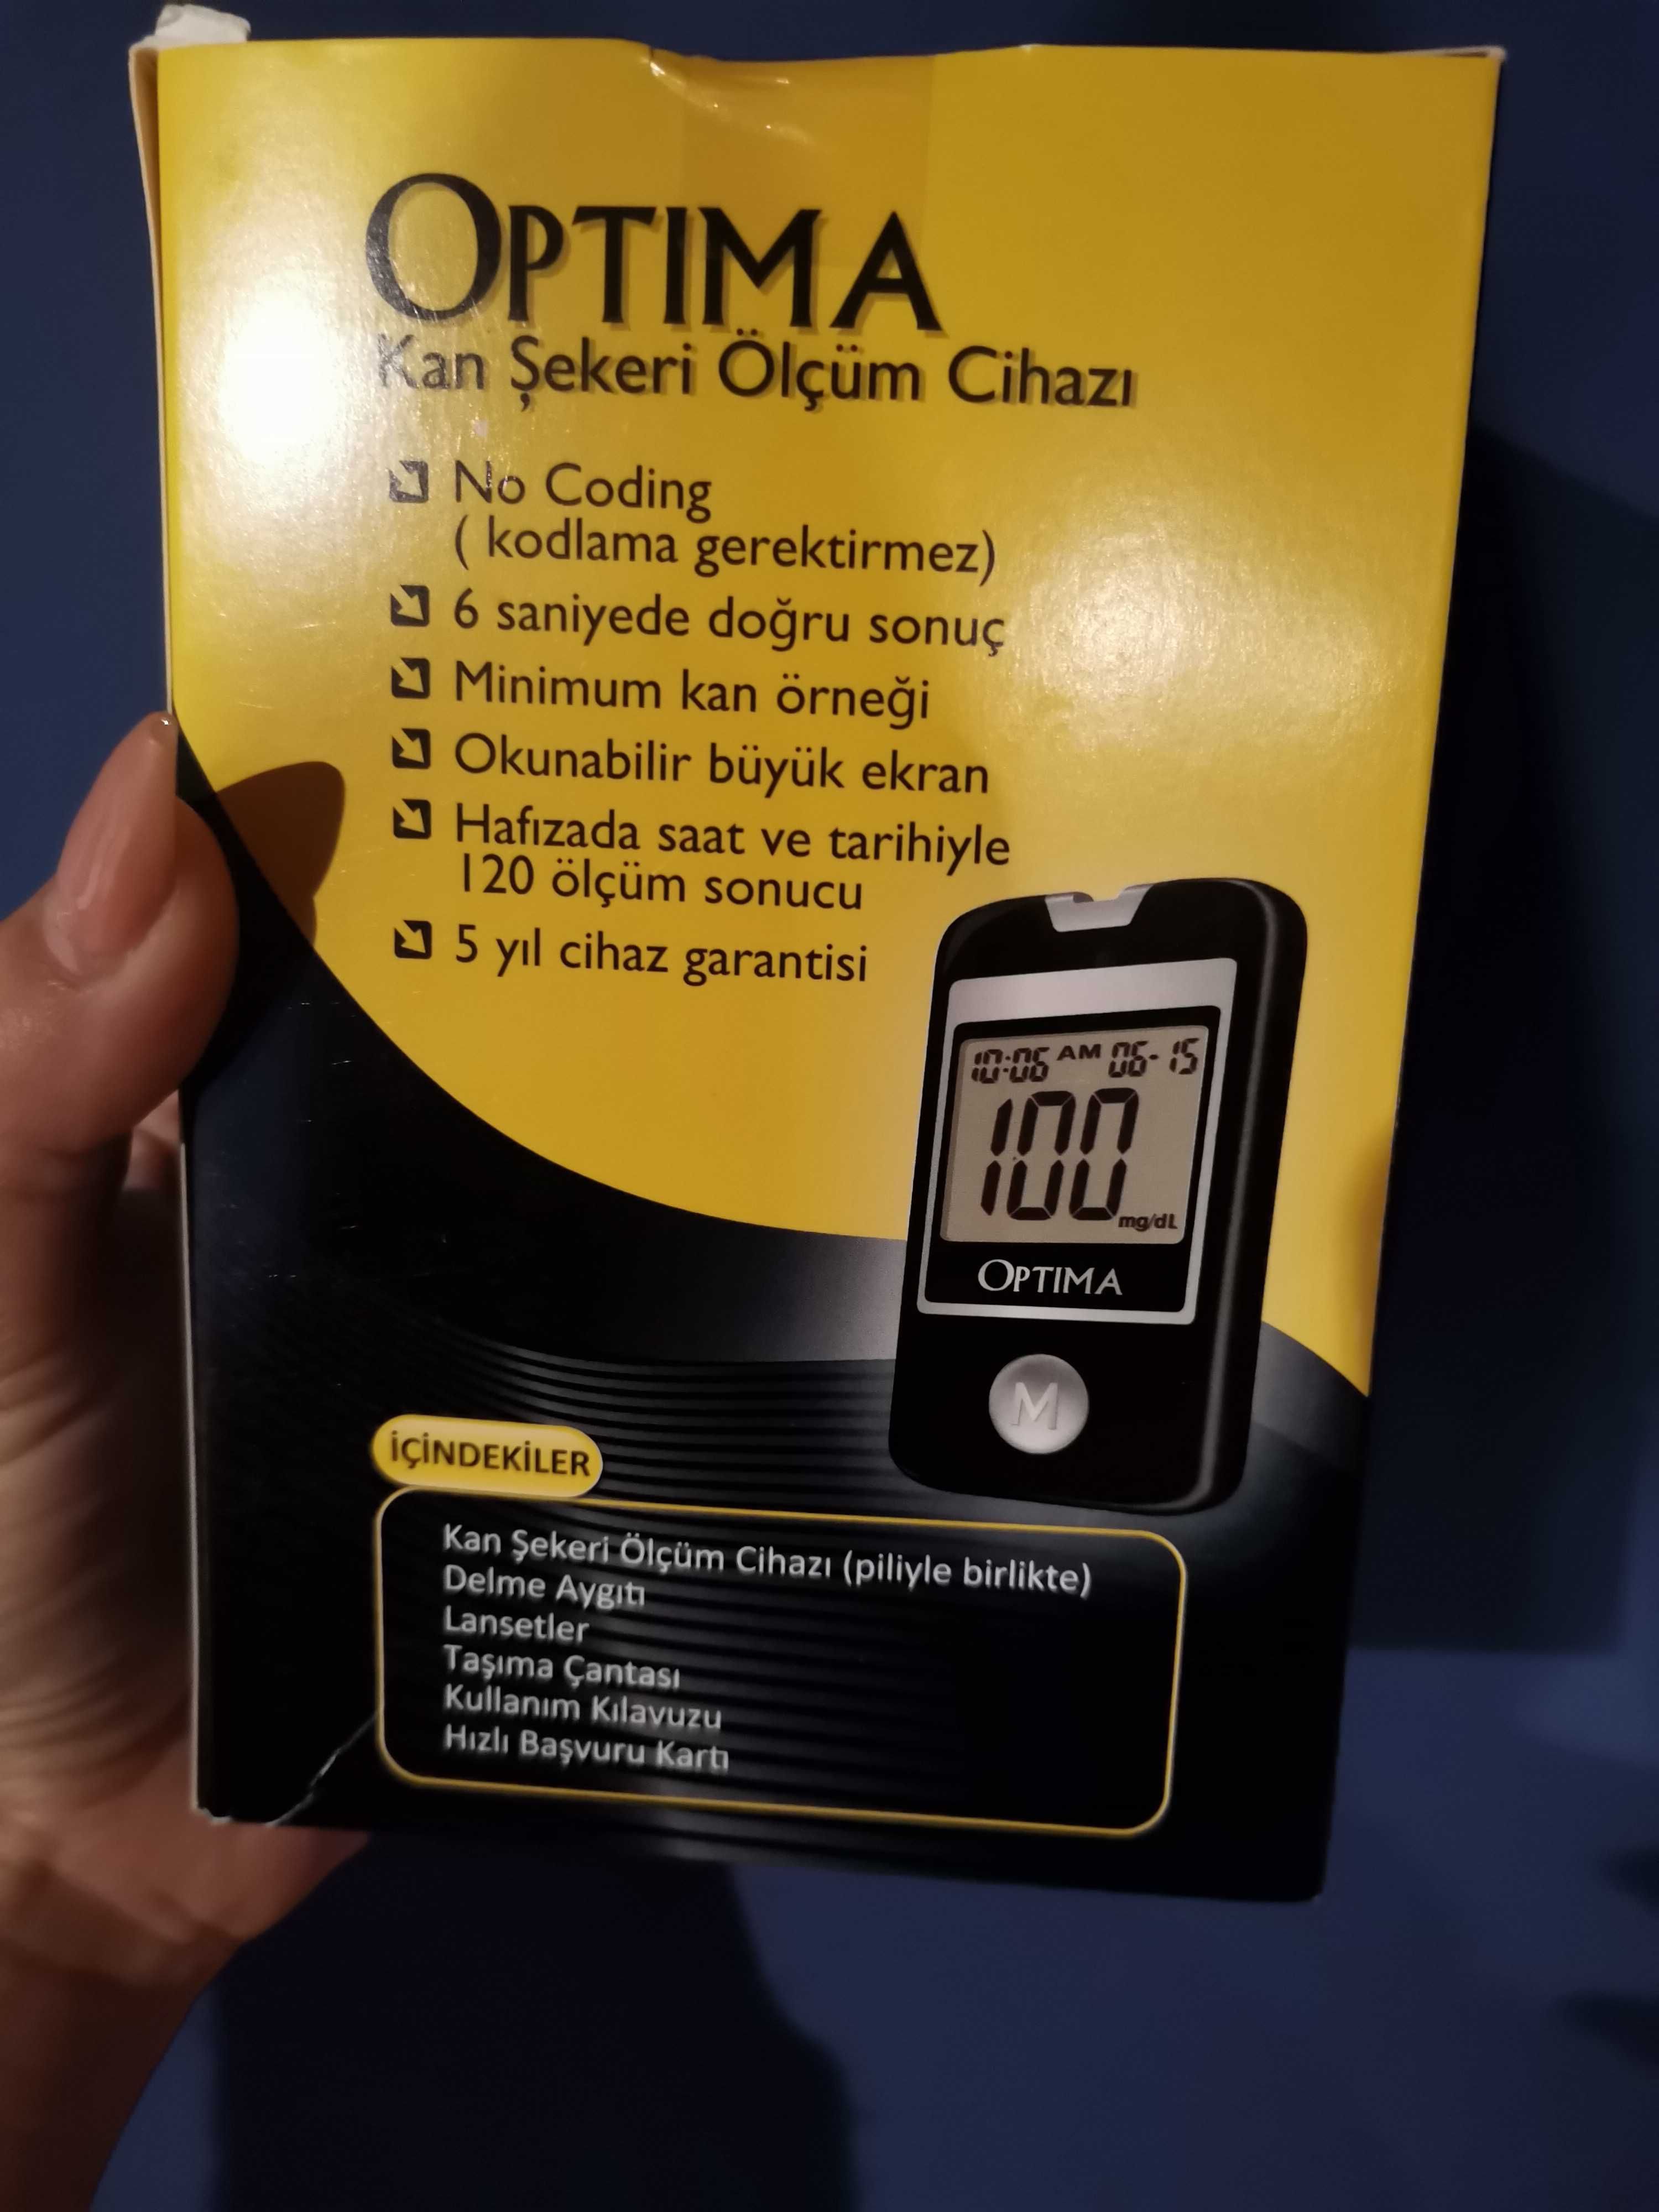 OPTIMA
Kan Şekeri Ölçüm Cihazı
No Coding
( kodlama gerektirmez)
6 saniyede doğru sonuç
Minimum kan örneği
Okunabilir büyük ekran
Hafızada saat ve tarihiyle
120 ölçüm sonucu
5 yıl cihaz garantisi
10:06 AM 06-15
100
mg/dL
OPTIMA
M
İÇİNDEKİLER
Kan Şekeri Ölçüm Cihazı (piliyle birlikte)
Delme Aygıtı
Lansetler
Taşıma Çantası
Kullanım Kılavuzu
Hızlı Başvuru Kartı